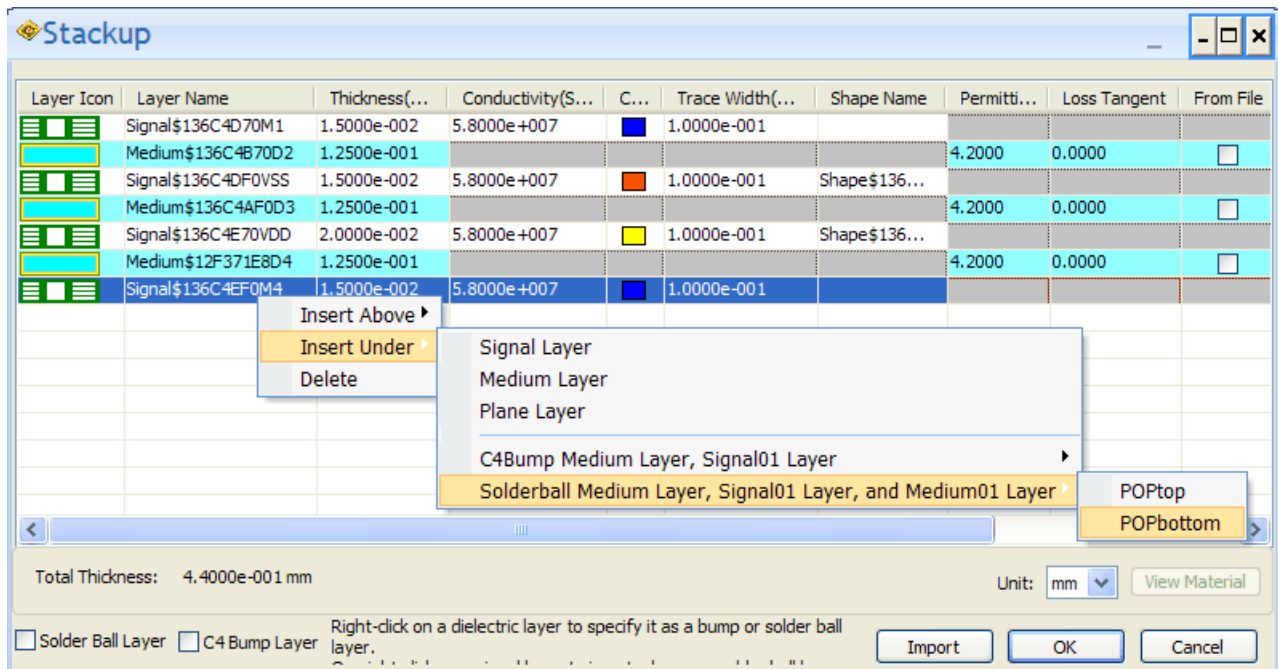 Stackup
Layer Icon Layer Name Thickness(... Conductivity(S... C... Trace Width(... Shape Name Permitti... Loss Tangent From File
Signal$136C4D70M1 1.5000e-002 5.8000e+007 1.0000e-001
Medium$136C4B70D2 1.2500e-001 4.2000 0.0000
Signal$136C4DF0VSS 1.5000e-002 5.8000e+007 1.0000e-001 Shape$136...
Medium$136C4AF0D3 1.2500e-001 4.2000 0.0000
Signal$136C4E70VDD 2.0000e-002 5.8000e+007 1.0000e-001 Shape$136...
Medium$12F371E8D4 1.2500e-001 4.2000 0.0000
Signal$136C4EF0M4 1.5000e-002 5.8000e+007 1.0000e-001
Insert Above
Insert Under
Delete
Signal Layer
Medium Layer
Plane Layer
C4Bump Medium Layer, Signal01 Layer
Solderball Medium Layer, Signal01 Layer, and Medium01 Layer
POPtop
POPbottom
Total Thickness: 4.4000e-001 mm
Unit: mm View Material
Solder Ball Layer C4 Bump Layer
Right-click on a dielectric layer to specify it as a bump or solder ball
layer.
Import OK Cancel